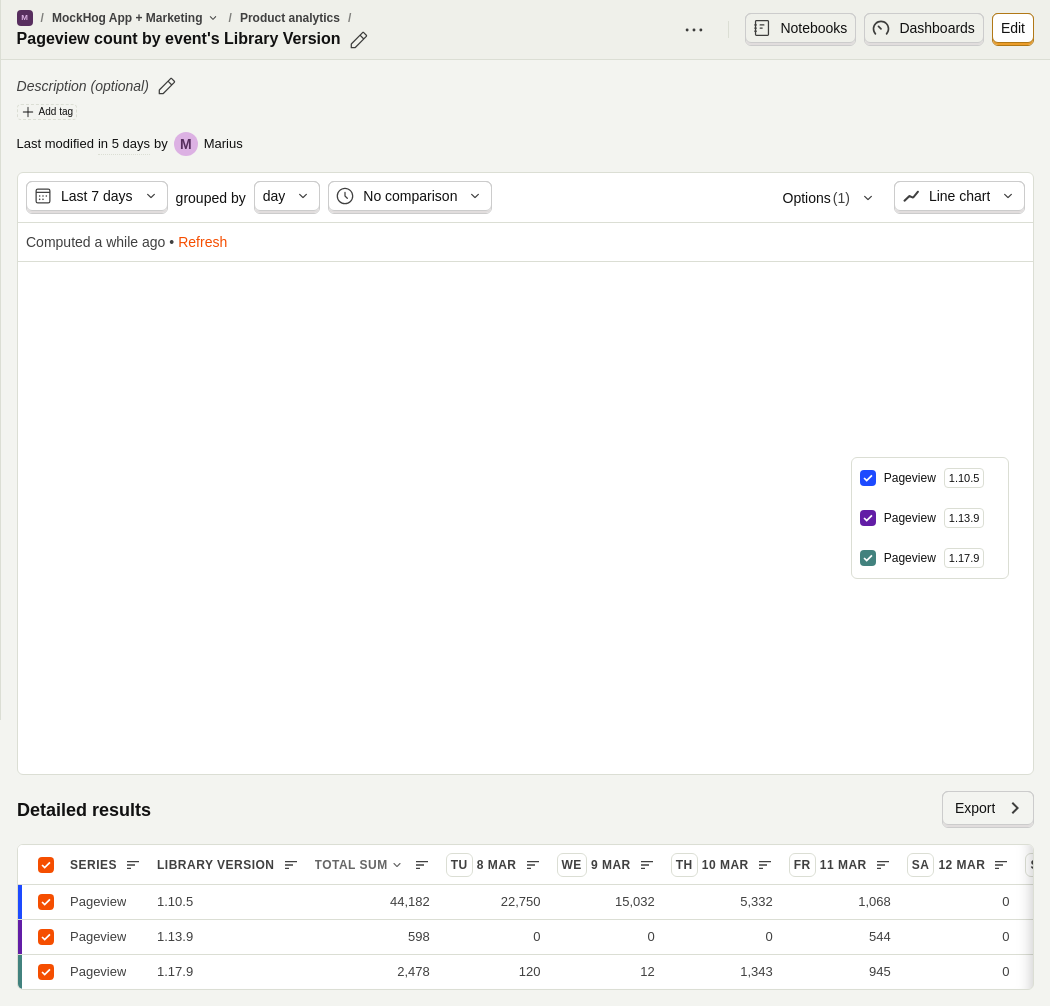 M / MockHog App + Marketing / Product analytics /
Pageview count by event's Library Version
Notebooks
Dashboards
Edit
Description (optional)
Add tag
Last modified in 5 days by M Marius
Last 7 days grouped by day No comparison Options (1) Line chart
Computed a while ago • Refresh
Pageview 1.10.5
Pageview 1.13.9
Pageview 1.17.9
Detailed results
Export
SERIES LIBRARY VERSION TOTAL SUM TU 8 MAR WE 9 MAR TH 10 MAR FR 11 MAR SA 12 MAR
Pageview 1.10.5 44,182 22,750 15,032 5,332 1,068 0
Pageview 1.13.9 598 0 0 0 544 0
Pageview 1.17.9 2,478 120 12 1,343 945 0